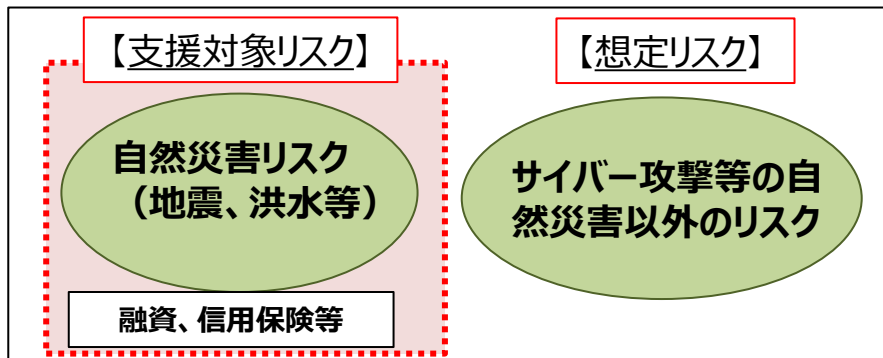 【支援対象リスク】
自然災害リスク
（地震、洪水等）
融資、信用保険等
【想定リスク】
サイバー攻撃等の自
然災害以外のリスク